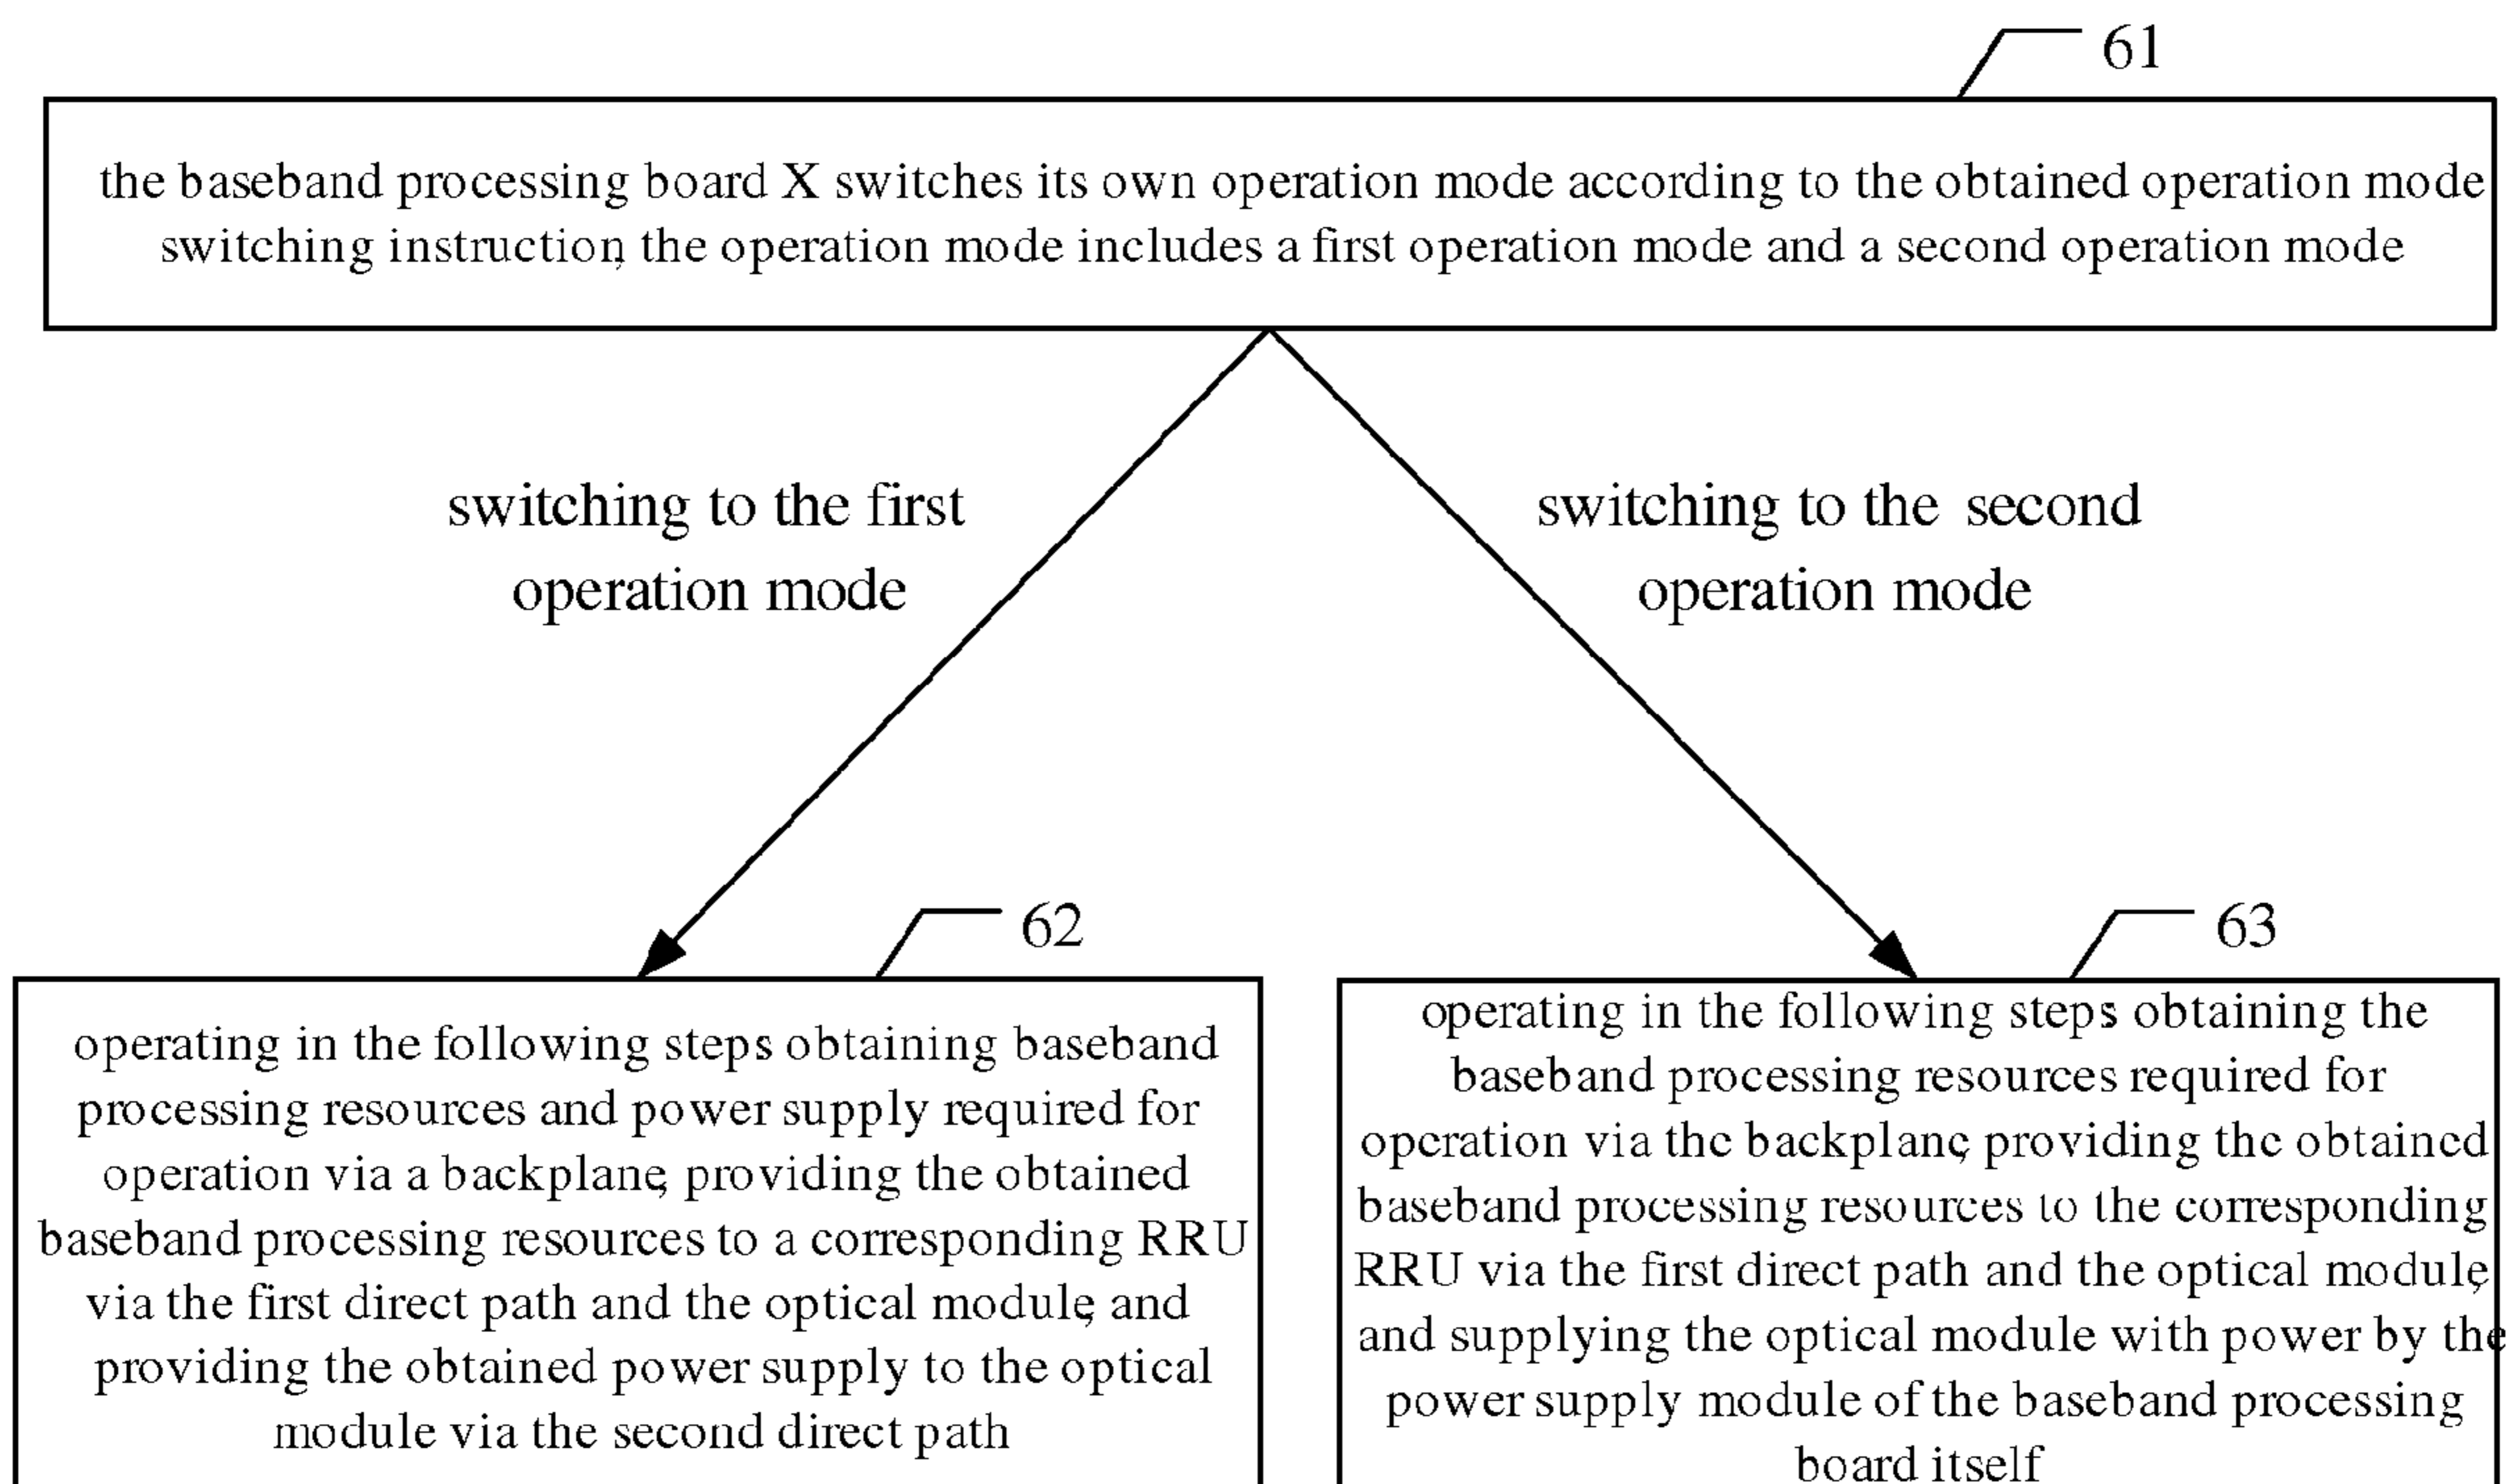 61
the baseband processing board X switches its own operation mode according to the obtained operation mode
switching instruction, the operation mode includes a first operation mode and a second operation mode
switching to the first
operation mode
switching to the second
operation mode
62
operating in the following steps obtaining baseband
processing resources and power supply required for
operation via a backplane, providing the obtained
baseband processing resources to a corresponding RRU
via the first direct path and the optical module, and
providing the obtained power supply to the optical
module via the second direct path
63
operating in the following steps obtaining the
baseband processing resources required for
operation via the backplane, providing the obtained
baseband processing resources to the corresponding
RRU via the first direct path and the optical module,
and supplying the optical module with power by the
power supply module of the baseband processing
board itself